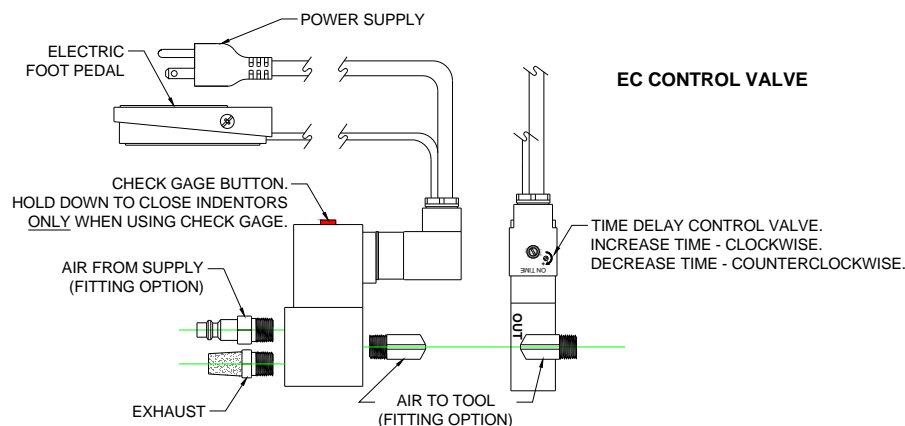 POWER SUPPLY
ELECTRIC
FOOT PEDAL
EC CONTROL VALVE
CHECK GAGE BUTTON.
HOLD DOWN TO CLOSE INDENTORS
ONLY WHEN USING CHECK GAGE.
TIME DELAY CONTROL VALVE.
INCREASE TIME - CLOCKWISE.
DECREASE TIME - COUNTERCLOCKWISE.
ON TIME
+
AIR FROM SUPPLY
(FITTING OPTION)
OUT
EXHAUST
AIR TO TOOL
(FITTING OPTION)